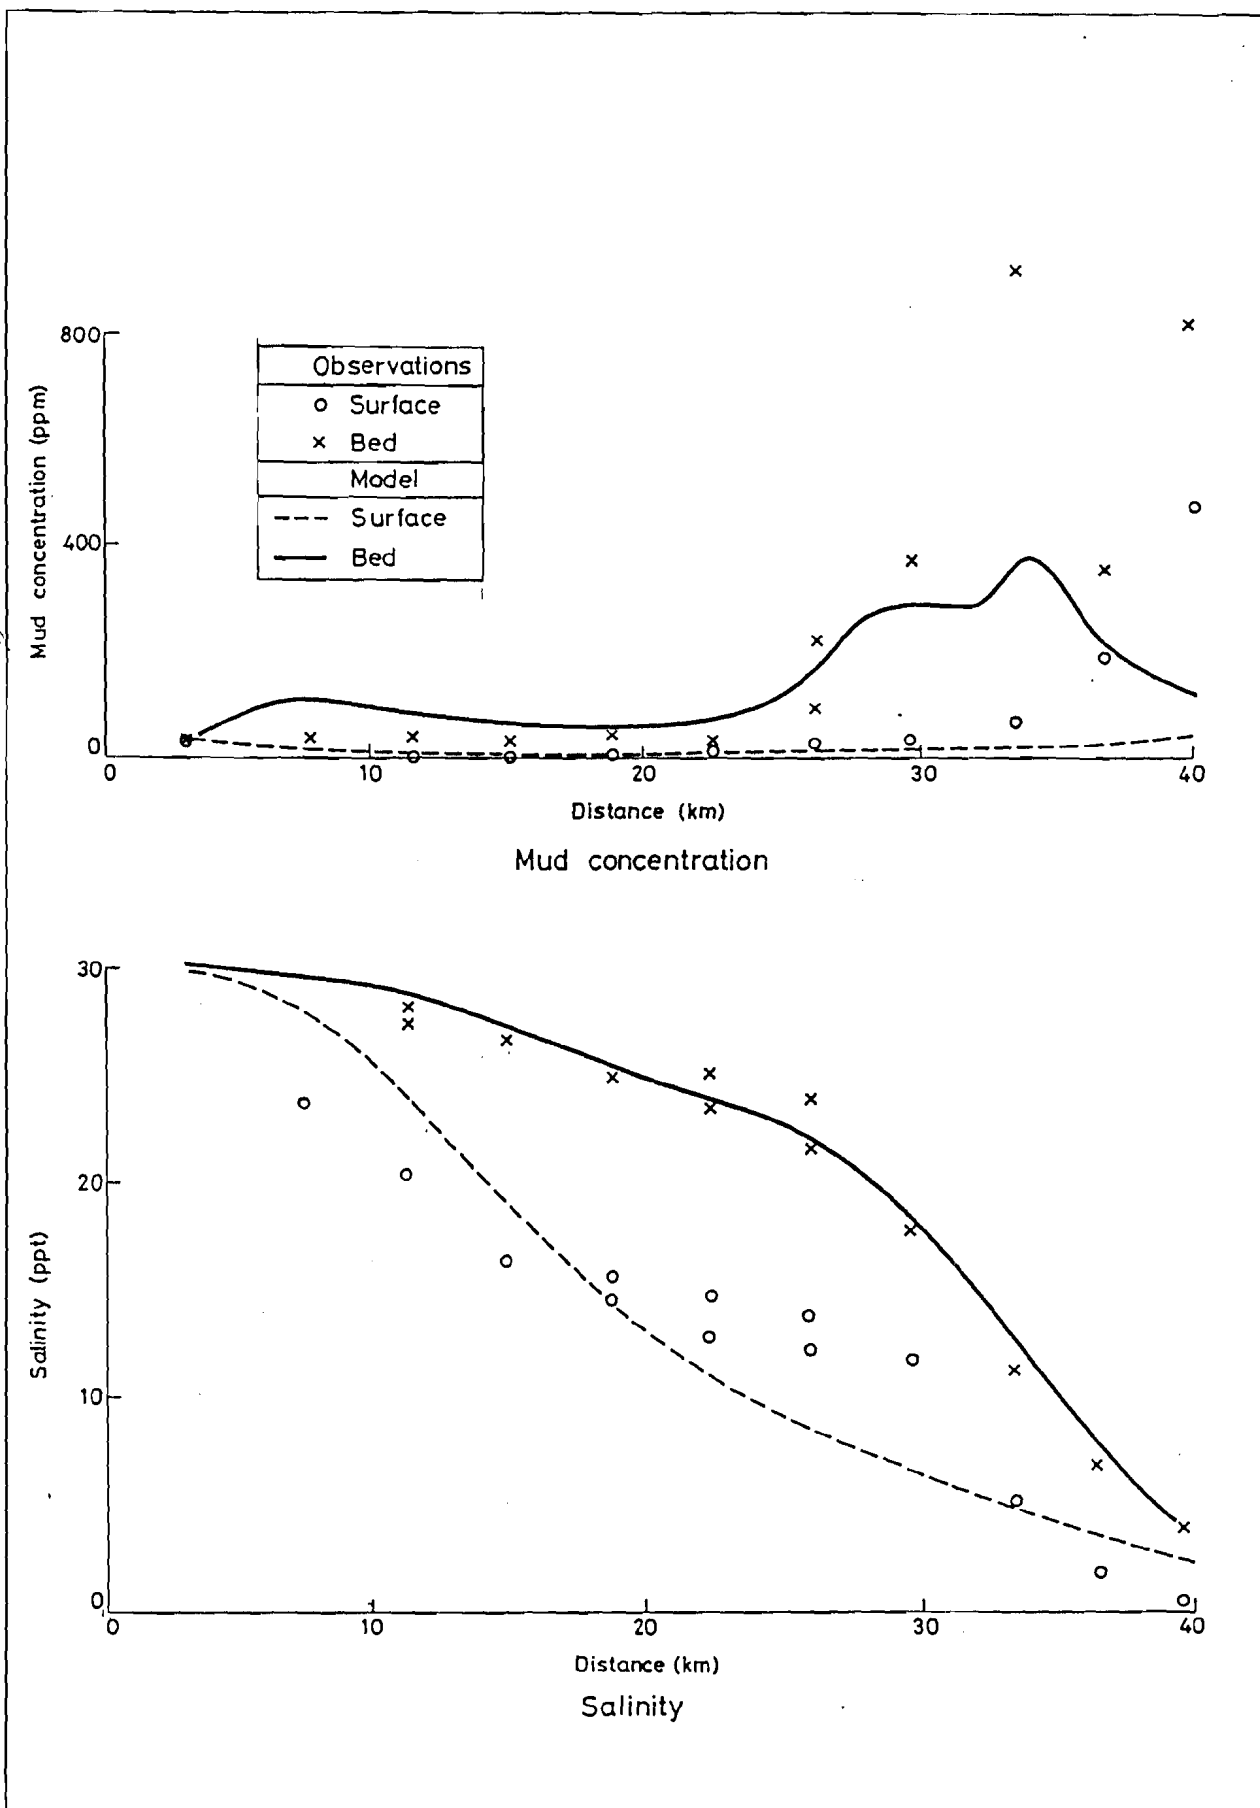 800
400
0
Mud concentration (ppm)
Observations
o Surface
x Bed
Model
Surface
Bed
0 10 20 30 40
Distance (km)
Mud concentration
30
20
10
0
Salinity (ppt)
0 10 20 30 40
Distance (km)
Salinity